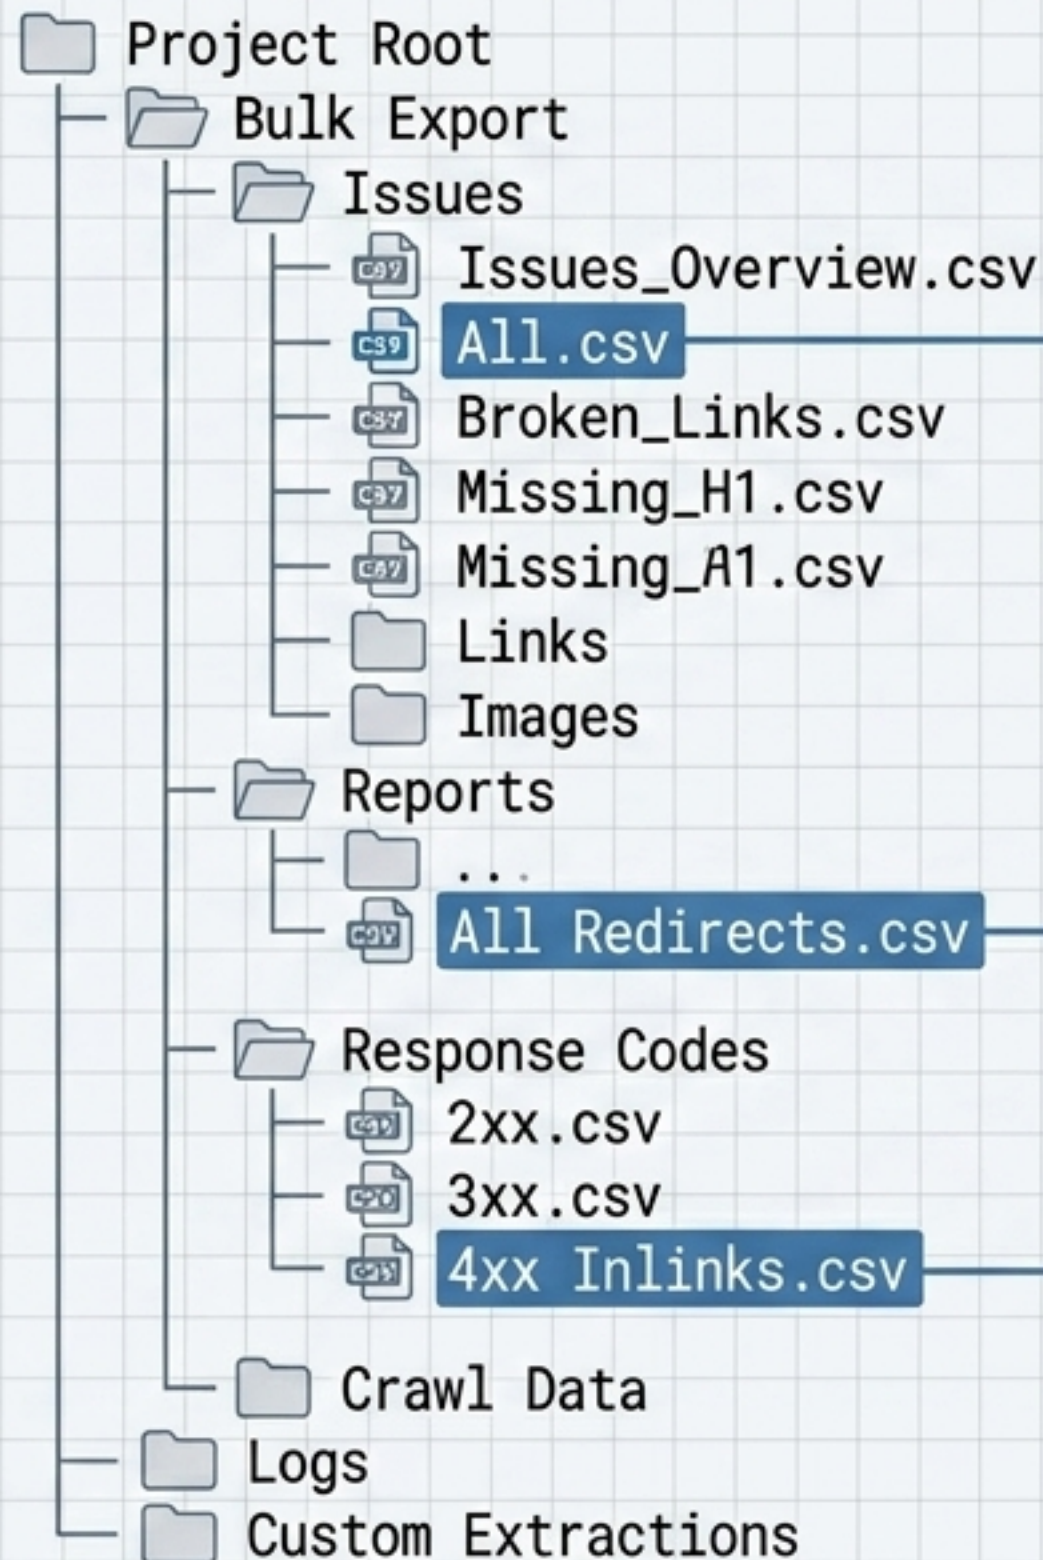 Project Root
Bulk Export
Issues
Issues_Overview.csv
All.csv
Broken_Links.csv
Missing_H1.csv
Missing_A1.csv
Links
Images
Reports
...
All Redirects.csv
Response Codes
2xx.csv
3xx.csv
4xx Inlinks.csv
Crawl Data
Logs
Custom Extractions